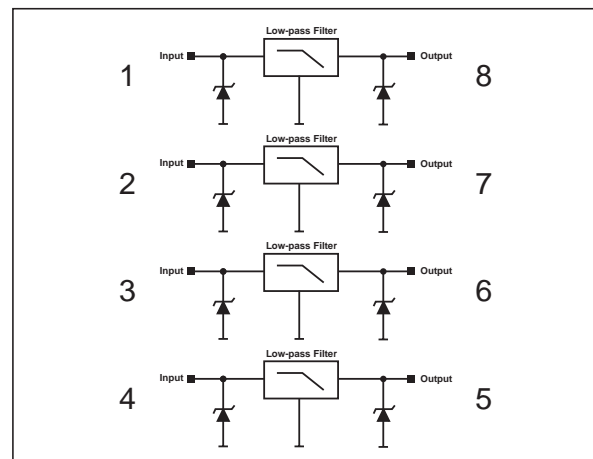 Low-pass Filter
1 Input Output 8
Low-pass Filter
2 Input Output 7
Low-pass Filter
3 Input Output 6
Low-pass Filter
4 Input Output 5